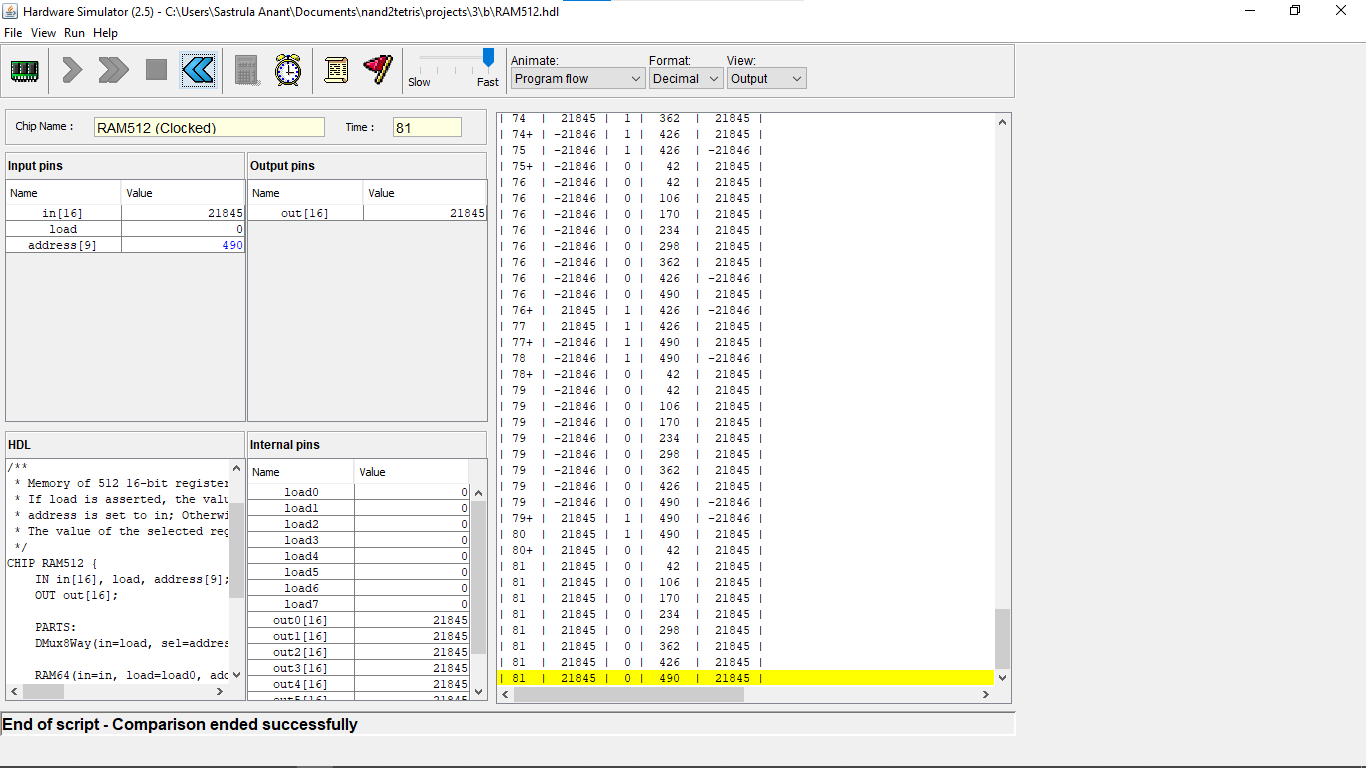 Hardware Simulator (2.5) - C:\Users\Sastrula Anant\Documents\nand2tetris\projects\3\b\RAM512.hdl
File View Run Help
Slow Fast
Animate: Format: View:
Program flow Decimal Output
Chip Name : RAM512 (Clocked) Time : 81
Input pins
Name Value
in[16] 21845
load 0
address[9] 490
Output pins
Name Value
out[16] 21845
HDL
/**
* Memory of 512 16-bit register
* If load is asserted, the valu
* address is set to in; Otherwi
* The value of the selected reg
*/
CHIP RAM512 {
IN in[16], load, address[9];
OUT out[16];
PARTS:
DMux8Way(in=load, sel=addres
RAM64(in=in, load=load0, add
Internal pins
Name Value
load0 0
load1 0
load2 0
load3 0
load4 0
load5 0
load6 0
load7 0
out0[16] 21845
out1[16] 21845
out2[16] 21845
out3[16] 21845
out4[16] 21845
out5[16] 21845
| 74 | 21845 | 1 | 362 | 21845 |
| 74+ | -21846 | 1 | 426 | 21845 |
| 75 | -21846 | 1 | 426 | -21846 |
| 75+ | -21846 | 0 | 42 | 21845 |
| 76 | -21846 | 0 | 42 | 21845 |
| 76 | -21846 | 0 | 106 | 21845 |
| 76 | -21846 | 0 | 170 | 21845 |
| 76 | -21846 | 0 | 234 | 21845 |
| 76 | -21846 | 0 | 298 | 21845 |
| 76 | -21846 | 0 | 362 | 21845 |
| 76 | -21846 | 0 | 426 | -21846 |
| 76 | -21846 | 0 | 490 | 21845 |
| 76+ | 21845 | 1 | 426 | -21846 |
| 77 | 21845 | 1 | 426 | 21845 |
| 77+ | -21846 | 1 | 490 | 21845 |
| 78 | -21846 | 1 | 490 | -21846 |
| 78+ | -21846 | 0 | 42 | 21845 |
| 79 | -21846 | 0 | 42 | 21845 |
| 79 | -21846 | 0 | 106 | 21845 |
| 79 | -21846 | 0 | 170 | 21845 |
| 79 | -21846 | 0 | 234 | 21845 |
| 79 | -21846 | 0 | 298 | 21845 |
| 79 | -21846 | 0 | 362 | 21845 |
| 79 | -21846 | 0 | 426 | 21845 |
| 79 | -21846 | 0 | 490 | -21846 |
| 79+ | 21845 | 1 | 490 | -21846 |
| 80 | 21845 | 1 | 490 | 21845 |
| 80+ | 21845 | 0 | 42 | 21845 |
| 81 | 21845 | 0 | 42 | 21845 |
| 81 | 21845 | 0 | 106 | 21845 |
| 81 | 21845 | 0 | 170 | 21845 |
| 81 | 21845 | 0 | 234 | 21845 |
| 81 | 21845 | 0 | 298 | 21845 |
| 81 | 21845 | 0 | 362 | 21845 |
| 81 | 21845 | 0 | 426 | 21845 |
| 81 | 21845 | 0 | 490 | 21845 |
End of script - Comparison ended successfully